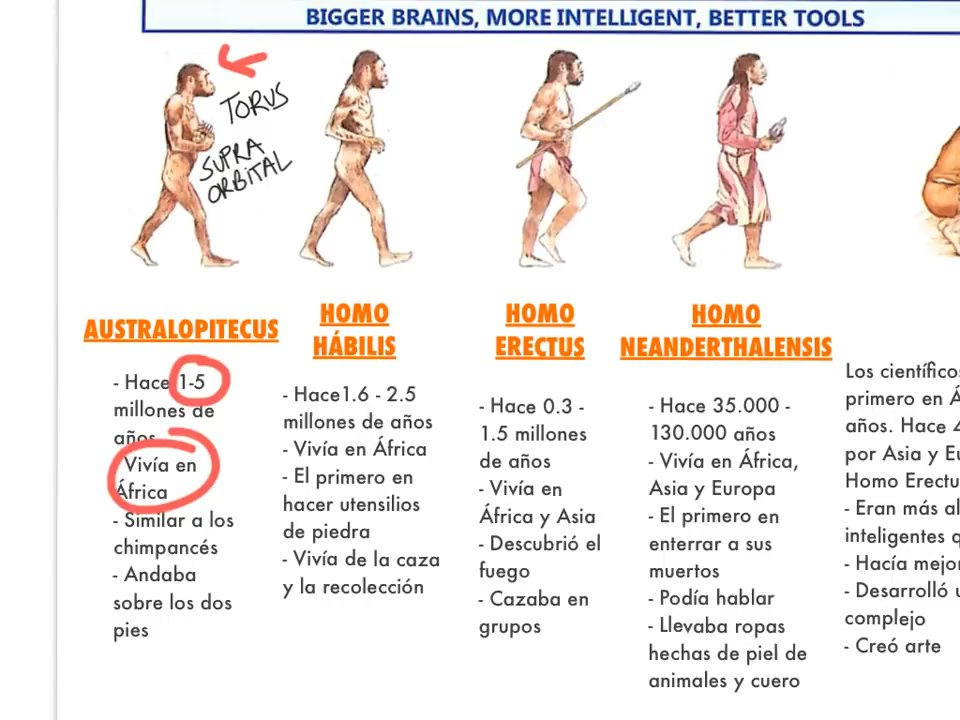 BIGGER BRAINS, MORE INTELLIGENT, BETTER TOOLS
TORUS
SUPRA
ORBITAL
AUSTRALOPITECUS
- Hace 1-5
millones de
años
- Vivía en
África
- Similar a los
chimpancés
- Andaba
sobre los dos
pies
HOMO
HÁBILIS
- Hace1.6 - 2.5
millones de años
- Vivía en África
- El primero en
hacer utensilios
de piedra
- Vivía de la caza
y la recolección
HOMO
ERECTUS
- Hace 0.3 -
1.5 millones
de años
- Vivía en
África y Asia
- Descubrió el
fuego
- Cazaba en
grupos
HOMO
NEANDERTHALENSIS
- Hace 35.000 -
130.000 años
- Vivía en África,
Asia y Europa
- El primero en
enterrar a sus
muertos
- Podía hablar
- Llevaba ropas
hechas de piel de
animales y cuero
Los científicos
primero en
años. Hace
por Asia y
Homo
- Eran más
inteligentes
- Hacía
- Desarrolló
complejo
- Creó arte